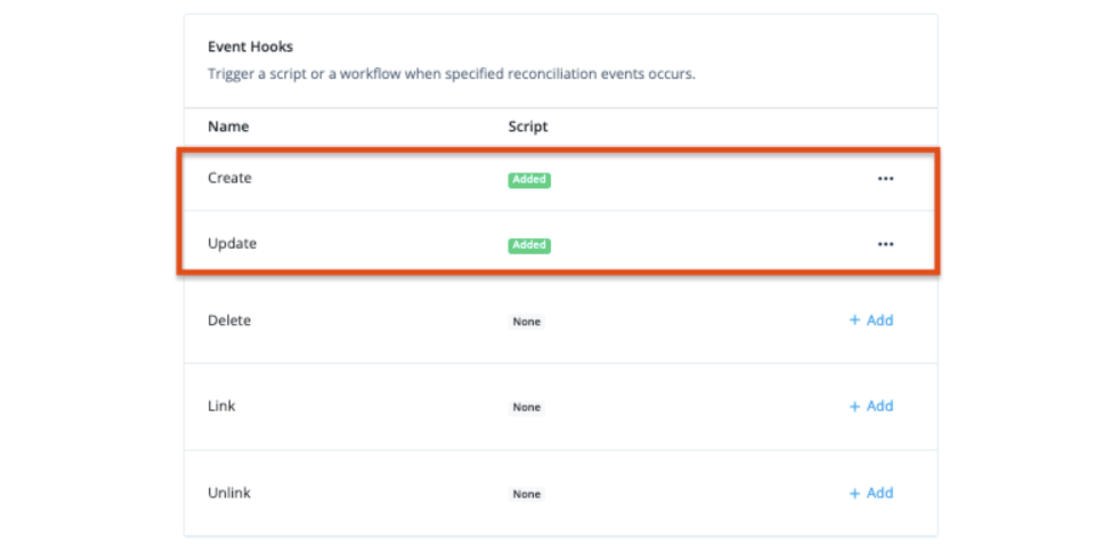 Event Hooks
Trigger a script or a workflow when specified reconciliation events occurs.
Name Script
Create Added •••
Update Added •••
Delete None + Add
Link None + Add
Unlink None + Add